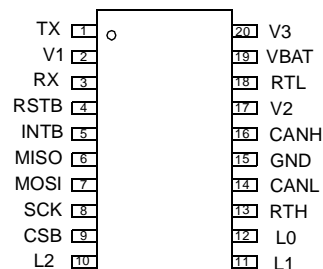 TX 1 20 V3
V1 2 19 VBAT
RX 3 18 RTL
RSTB 4 17 V2
INTB 5 16 CANH
MISO 6 15 GND
MOSI 7 14 CANL
SCK 8 13 RTH
CSB 9 12 L0
L2 10 11 L1